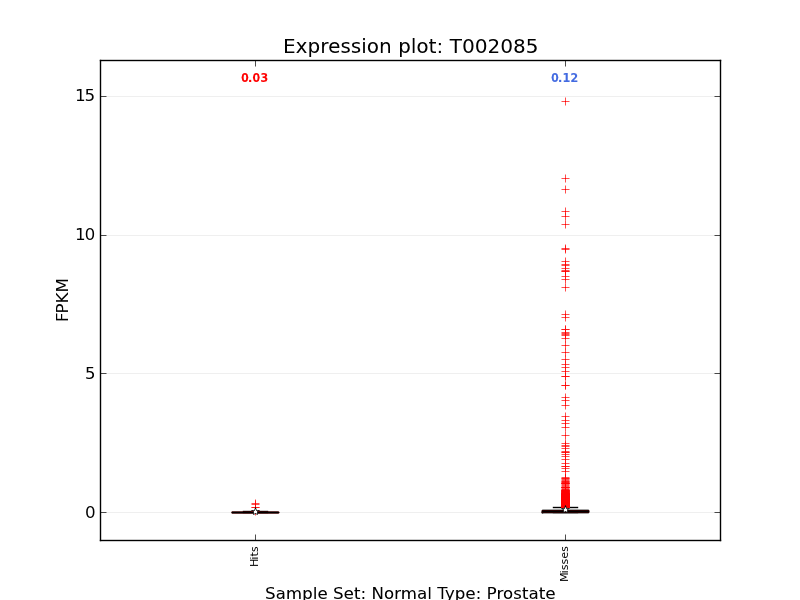 Expression plot: T002085
0.03
0.12
15
10
5
0
FPKM
Hits
Misses
Sample Set: Normal Type: Prostate